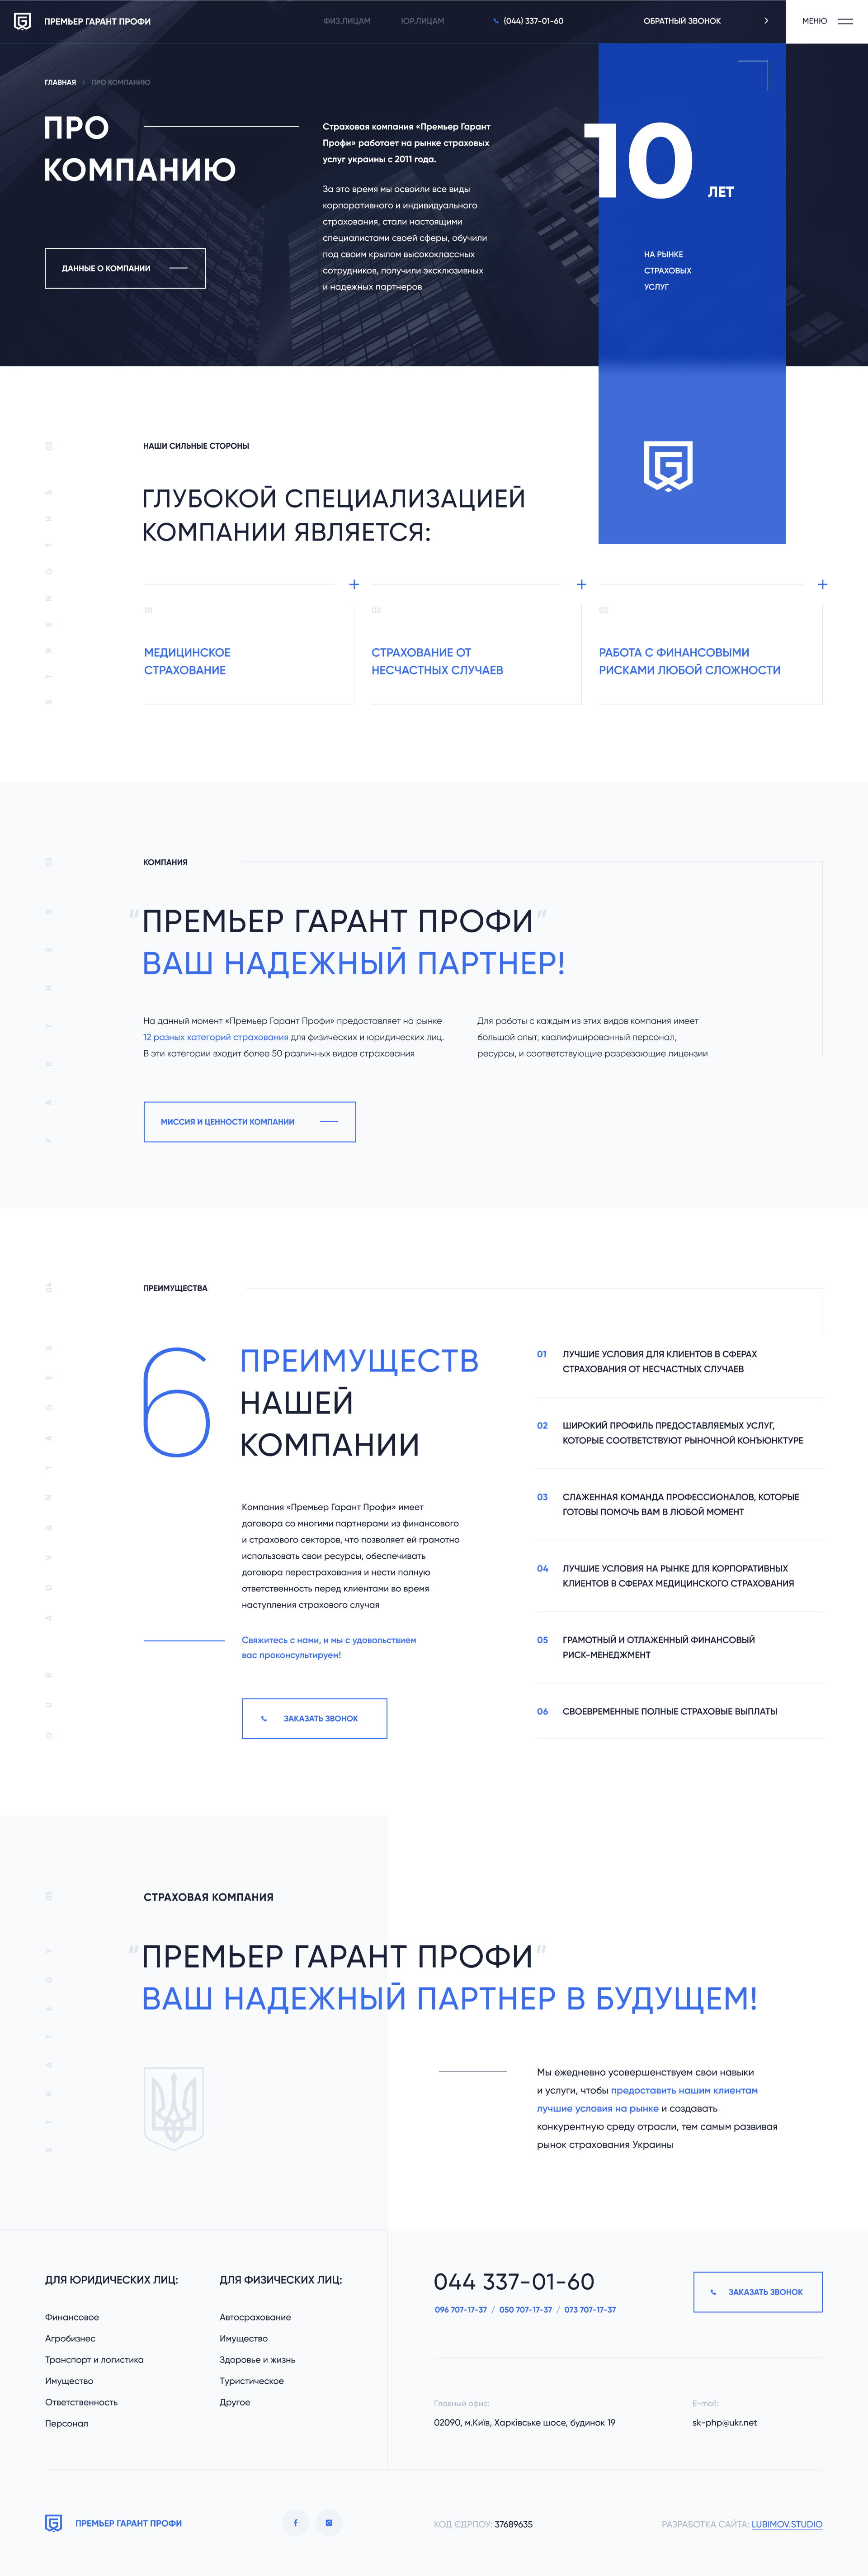 ПРЕМЬЕР ГАРАНТ ПРОФИ
ФИЗ.ЛИЦАМ
ЮР.ЛИЦАМ
(044) 337-01-60
ОБРАТНЫЙ ЗВОНОК
МЕНЮ
ГЛАВНАЯ
ПРО КОМПАНИЮ
ПРО
КОМПАНИЮ
ДАННЫЕ О КОМПАНИИ
Страховая компания «Премьер Гарант
Профи» работает на рынке страховых
услуг украины с 2011 года.
За это время мы освоили все виды
корпоративного и индивидуального
страхования, стали настоящими
специалистами своей сферы, обучили
под своим крылом высококлассных
сотрудников, получили эксклюзивных
и надежных партнеров
10 ЛЕТ
НА РЫНКЕ
СТРАХОВЫХ
УСЛУГ
STRENGTHS 02
НАШИ СИЛЬНЫЕ СТОРОНЫ
ГЛУБОКОЙ СПЕЦИАЛИЗАЦИЕЙ
КОМПАНИИ ЯВЛЯЕТСЯ:
01
МЕДИЦИНСКОЕ
СТРАХОВАНИЕ
02
СТРАХОВАНИЕ ОТ
НЕСЧАСТНЫХ СЛУЧАЕВ
03
РАБОТА С ФИНАНСОВЫМИ
РИСКАМИ ЛЮБОЙ СЛОЖНОСТИ
PARTNER 03
КОМПАНИЯ
“ПРЕМЬЕР ГАРАНТ ПРОФИ”
ВАШ НАДЕЖНЫЙ ПАРТНЕР!
На данный момент «Премьер Гарант Профи» предоставляет на рынке
12 разных категорий страхования для физических и юридических лиц.
В эти категории входит более 50 различных видов страхования
Для работы с каждым из этих видов компания имеет
большой опыт, квалифицированный персонал,
ресурсы, и соответствующие разрезающие лицензии
МИССИЯ И ЦЕННОСТИ КОМПАНИИ
OUR ADVANTAGES 04
ПРЕИМУЩЕСТВА
6
ПРЕИМУЩЕСТВ
НАШЕЙ
КОМПАНИИ
Компания «Премьер Гарант Профи» имеет
договора со многими партнерами из финансового
и страхового секторов, что позволяет ей грамотно
использовать свои ресурсы, обеспечивать
договора перестрахования и нести полную
ответственность перед клиентами во время
наступления страхового случая
Свяжитесь с нами, и мы с удовольствием
вас проконсультируем!
ЗАКАЗАТЬ ЗВОНОК
01 ЛУЧШИЕ УСЛОВИЯ ДЛЯ КЛИЕНТОВ В СФЕРАХ
СТРАХОВАНИЯ ОТ НЕСЧАСТНЫХ СЛУЧАЕВ
02 ШИРОКИЙ ПРОФИЛЬ ПРЕДОСТАВЛЯЕМЫХ УСЛУГ,
КОТОРЫЕ СООТВЕТСТВУЮТ РЫНОЧНОЙ КОНЪЮНКТУРЕ
03 СЛАЖЕННАЯ КОМАНДА ПРОФЕССИОНАЛОВ, КОТОРЫЕ
ГОТОВЫ ПОМОЧЬ ВАМ В ЛЮБОЙ МОМЕНТ
04 ЛУЧШИЕ УСЛОВИЯ НА РЫНКЕ ДЛЯ КОРПОРАТИВНЫХ
КЛИЕНТОВ В СФЕРАХ МЕДИЦИНСКОГО СТРАХОВАНИЯ
05 ГРАМОТНЫЙ И ОТЛАЖЕННЫЙ ФИНАНСОВЫЙ
РИСК-МЕНЕДЖМЕНТ
06 СВОЕВРЕМЕННЫЕ ПОЛНЫЕ СТРАХОВЫЕ ВЫПЛАТЫ
STRATEGY 05
СТРАХОВАЯ КОМПАНИЯ
“ПРЕМЬЕР ГАРАНТ ПРОФИ”
ВАШ НАДЕЖНЫЙ ПАРТНЕР В БУДУЩЕМ!
Мы ежедневно усовершенствуем свои навыки
и услуги, чтобы предоставить нашим клиентам
лучшие условия на рынке и создавать
конкурентную среду отрасли, тем самым развивая
рынок страхования Украины
ДЛЯ ЮРИДИЧЕСКИХ ЛИЦ:
Финансовое
Агробизнес
Транспорт и логистика
Имущество
Ответственность
Персонал
ДЛЯ ФИЗИЧЕСКИХ ЛИЦ:
Автосрахование
Имущество
Здоровье и жизнь
Туристическое
Другое
044 337-01-60
096 707-17-37 / 050 707-17-37 / 073 707-17-37
ЗАКАЗАТЬ ЗВОНОК
Главный офис:
02090, м.Київ, Харківське шосе, будинок 19
E-mail:
sk-php@ukr.net
ПРЕМЬЕР ГАРАНТ ПРОФИ
КОД ЄДРПОУ: 37689635
РАЗРАБОТКА САЙТА: LUBIMOV.STUDIO